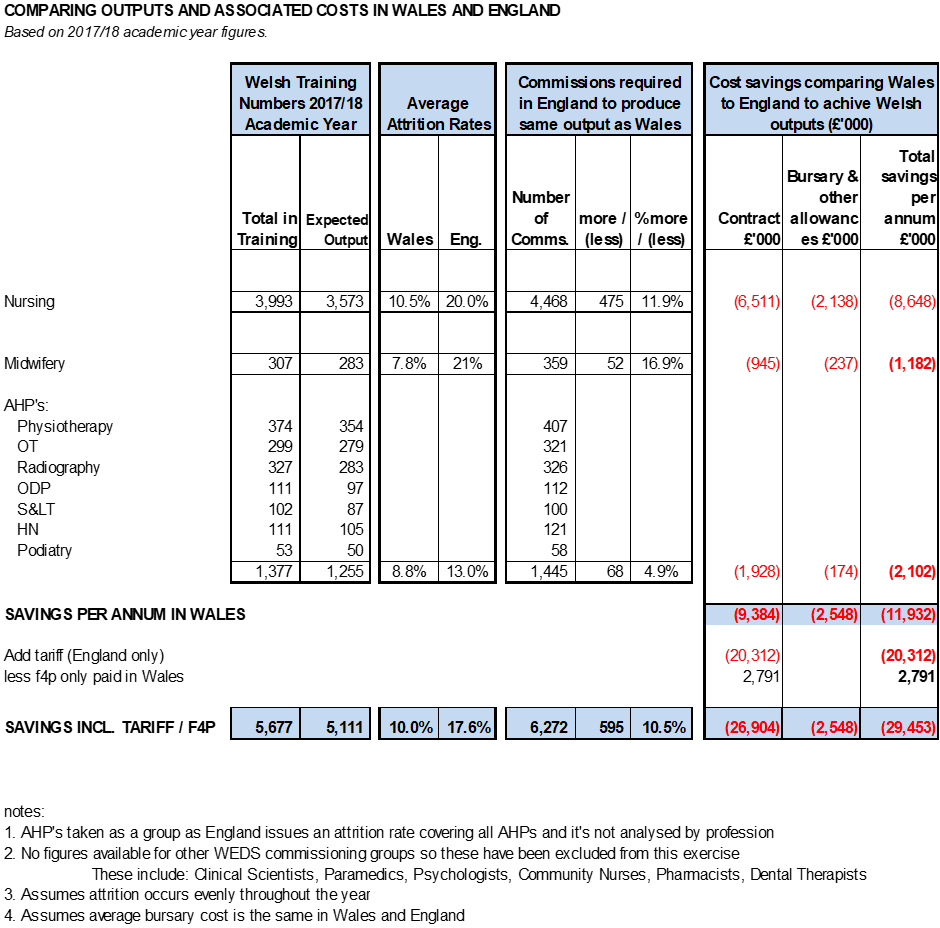 COMPARING OUTPUTS AND ASSOCIATED COSTS IN WALES AND ENGLAND
Based on 2017/18 academic year figures.
Welsh Training Numbers 2017/18 Academic Year | Average Attrition Rates | Commissions required in England to produce same output as Wales | Cost savings comparing Wales to England to achive Welsh outputs (£'000)
Total in Training | Expected Output | Wales | Eng. | Number of Comms. | more / (less) | %more / (less) | Contract £'000 | Bursary & other allowanc es £'000 | Total savings per annum £'000
Nursing 3,993 3,573 10.5% 20.0% 4,468 475 11.9% (6,511) (2,138) (8,648)
Midwifery 307 283 7.8% 21% 359 52 16.9% (945) (237) (1,182)
AHP's:
Physiotherapy 374 354 407
OT 299 279 321
Radiography 327 283 326
ODP 111 97 112
S&LT 102 87 100
HN 111 105 121
Podiatry 53 50 58
1,377 1,255 8.8% 13.0% 1,445 68 4.9% (1,928) (174) (2,102)
SAVINGS PER ANNUM IN WALES (9,384) (2,548) (11,932)
Add tariff (England only) (20,312) (20,312)
less f4p only paid in Wales 2,791 2,791
SAVINGS INCL. TARIFF / F4P 5,677 5,111 10.0% 17.6% 6,272 595 10.5% (26,904) (2,548) (29,453)
notes:
1. AHP's taken as a group as England issues an attrition rate covering all AHPs and it's not analysed by profession
2. No figures available for other WEDS commissioning groups so these have been excluded from this exercise
These include: Clinical Scientists, Paramedics, Psychologists, Community Nurses, Pharmacists, Dental Therapists
3. Assumes attrition occurs evenly throughout the year
4. Assumes average bursary cost is the same in Wales and England